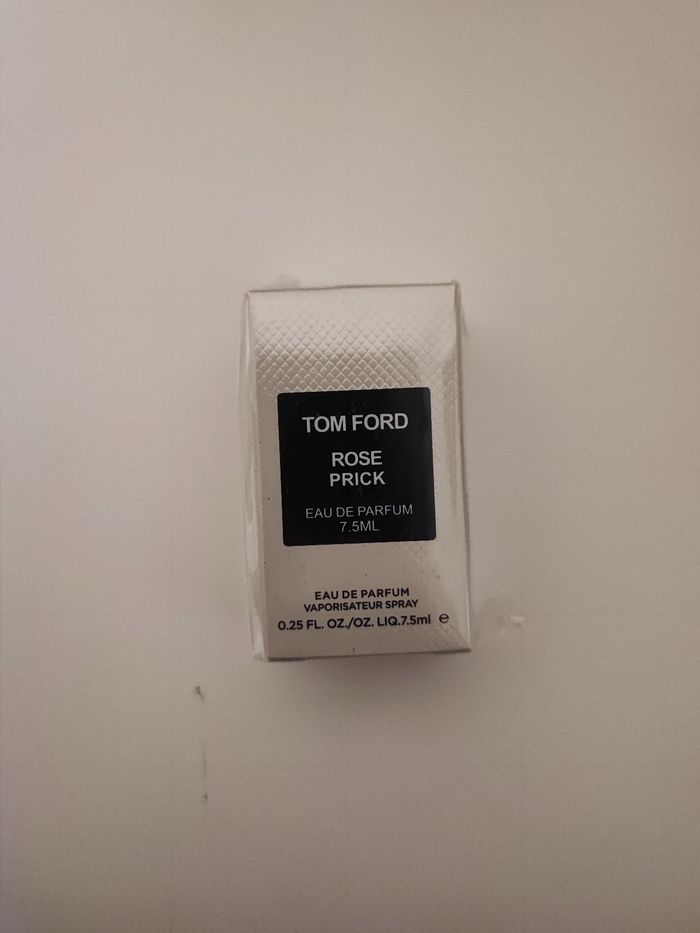 TOM FORD
ROSE
PRICK
EAU DE PARFUM
7.5ML
EAU DE PARFUM
VAPORISATEUR SPRAY
0.25 FL. OZ./OZ. LIQ.7.5ml ℮